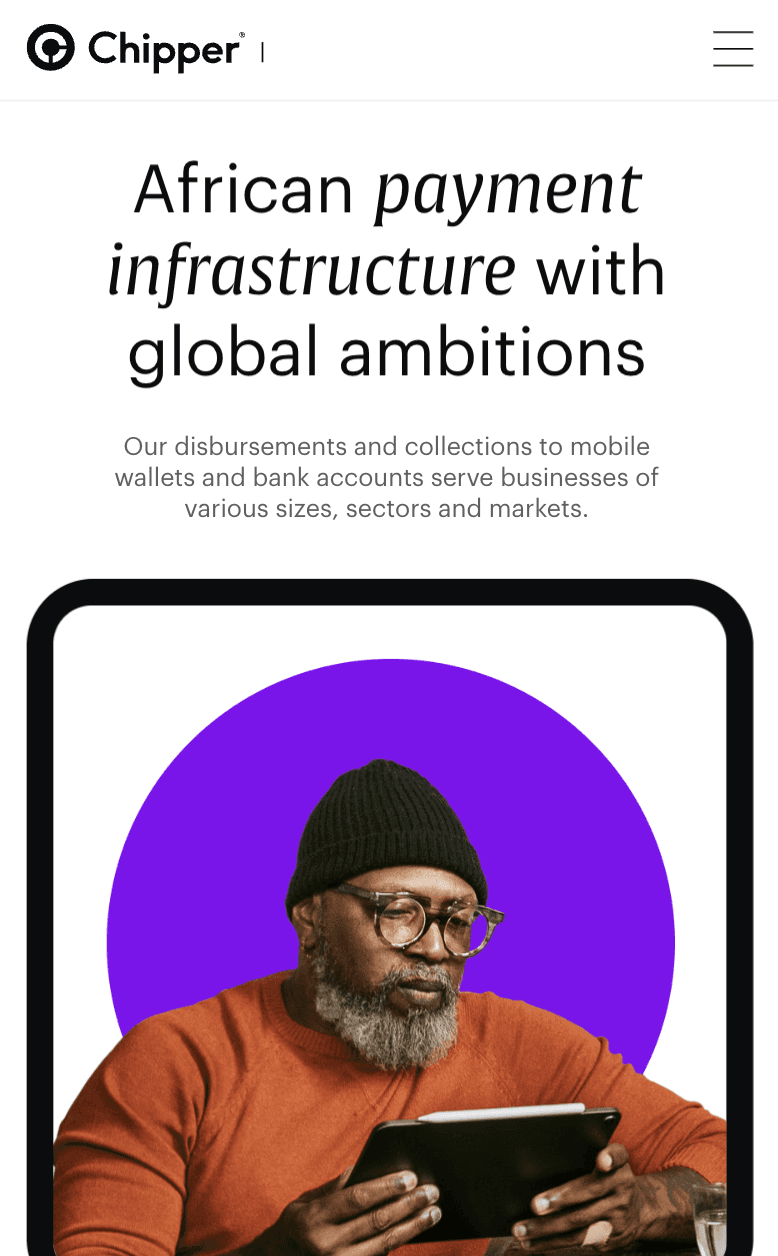 Chipper® |
African payment
infrastructure with
global ambitions
Our disbursements and collections to mobile
wallets and bank accounts serve businesses of
various sizes, sectors and markets.